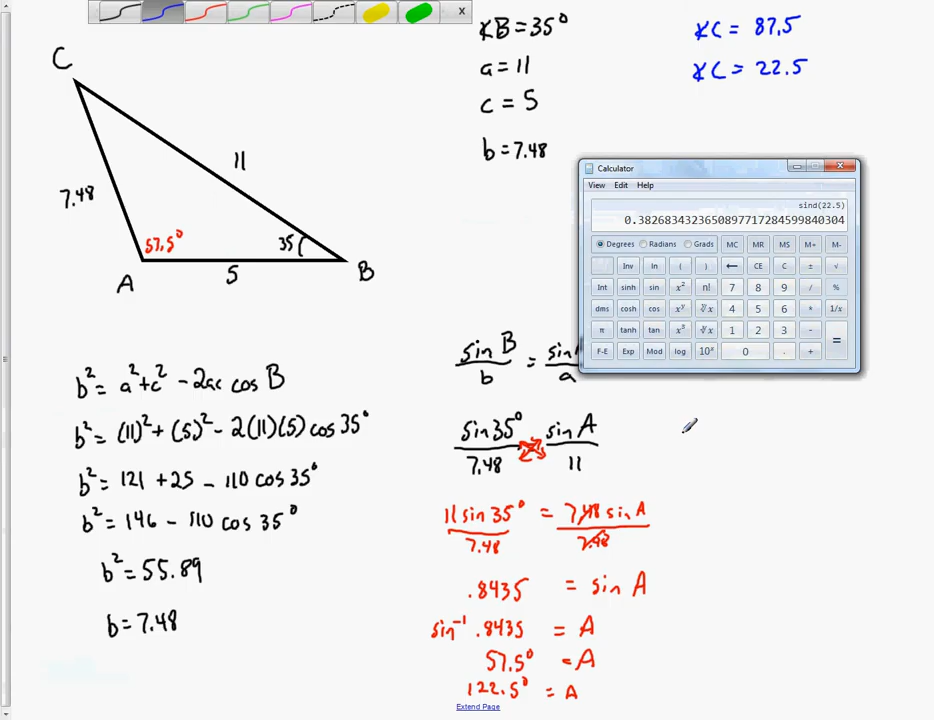 x
C
11
7.48
57.5°
35
A
5
B
∡B = 35°
a = 11
c = 5
b = 7.48
∡C = 87.5
∡C = 22.5
Calculator
View Edit Help
sind(22.5)
0.38268343236508977172845998403​04
Degrees Radians Grads MC MR MS M+ M-
Inv ln ( ) ← CE C ± √
Int sinh sin x² n! 7 8 9 / %
dms cosh cos xʸ ʸ√x 4 5 6 * 1/x
π tanh tan x³ ³√x 1 2 3 - =
F-E Exp Mod log 10ˣ 0 . +
b² = a² + c² - 2ac cos B
b² = (11)² + (5)² - 2(11)(5) cos 35°
b² = 121 + 25 - 110 cos 35°
b² = 146 - 110 cos 35°
b² = 55.89
b = 7.48
sin B / b = sin / a
sin 35° / 7.48 = sin A / 11
11 sin 35° / 7.48 = 7.48 sin A / 7.48
.8435 = sin A
sin⁻¹ .8435 = A
57.5° = A
122.5° = A
Extend Page